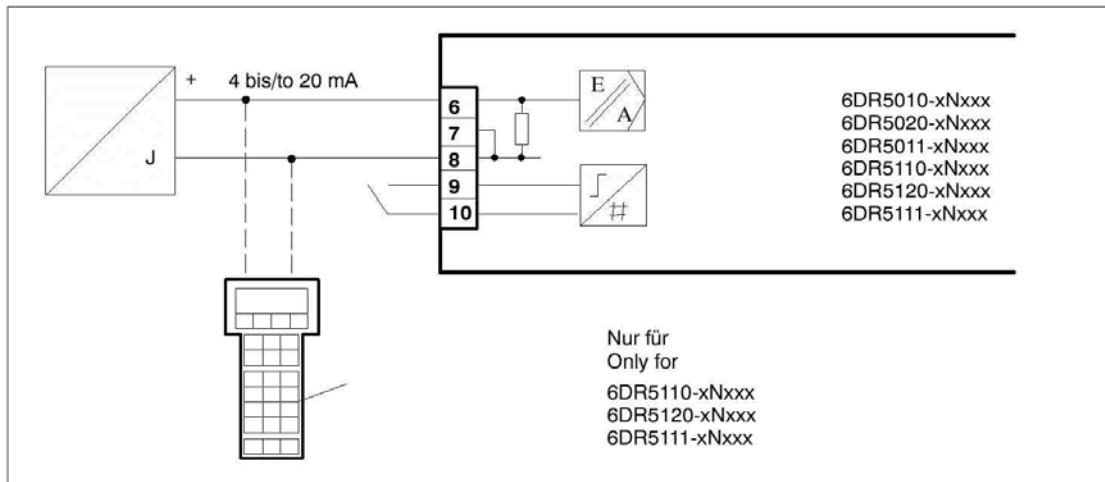 + 4 bis/to 20 mA
J
6
7
8
9
10
E
A
6DR5010-xNxxx
6DR5020-xNxxx
6DR5011-xNxxx
6DR5110-xNxxx
6DR5120-xNxxx
6DR5111-xNxxx
Nur für
Only for
6DR5110-xNxxx
6DR5120-xNxxx
6DR5111-xNxxx